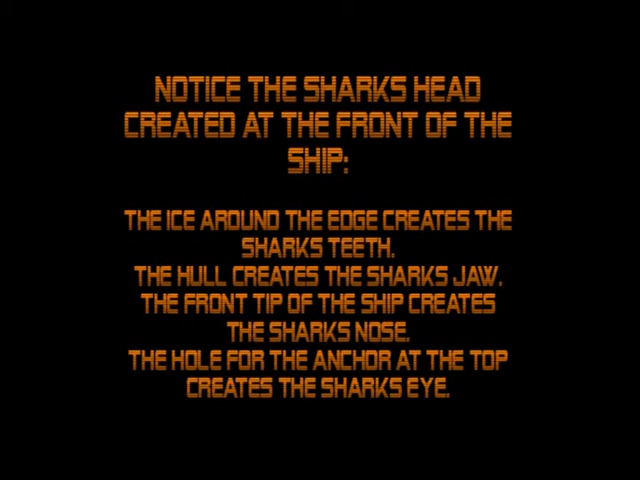 NOTICE THE SHARKS HEAD
CREATED AT THE FRONT OF THE
SHIP:
THE ICE AROUND THE EDGE CREATES THE
SHARKS TEETH.
THE HULL CREATES THE SHARKS JAW.
THE FRONT TIP OF THE SHIP CREATES
THE SHARKS NOSE.
THE HOLE FOR THE ANCHOR AT THE TOP
CREATES THE SHARKS EYE.